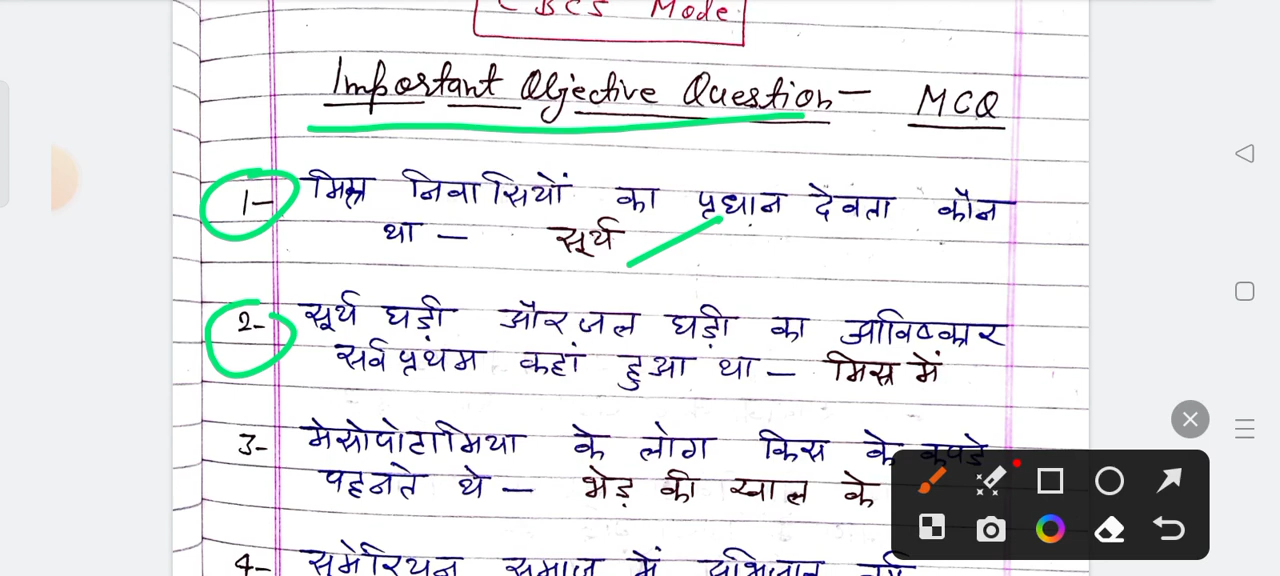 CBCS Mode
Important Objective Question - MCQ
1- मिस्र निवासियों का प्रधान देवता कौन
था - सूर्य
2- सूर्य घड़ी और जल घड़ी का आविष्कार
सर्वप्रथम कहां हुआ था - मिस्र में
3- मेसोपोटामिया के लोग किस के कपडे
पहनते थे - भेड़ की खाल के
4- सुमेरियन समाज में